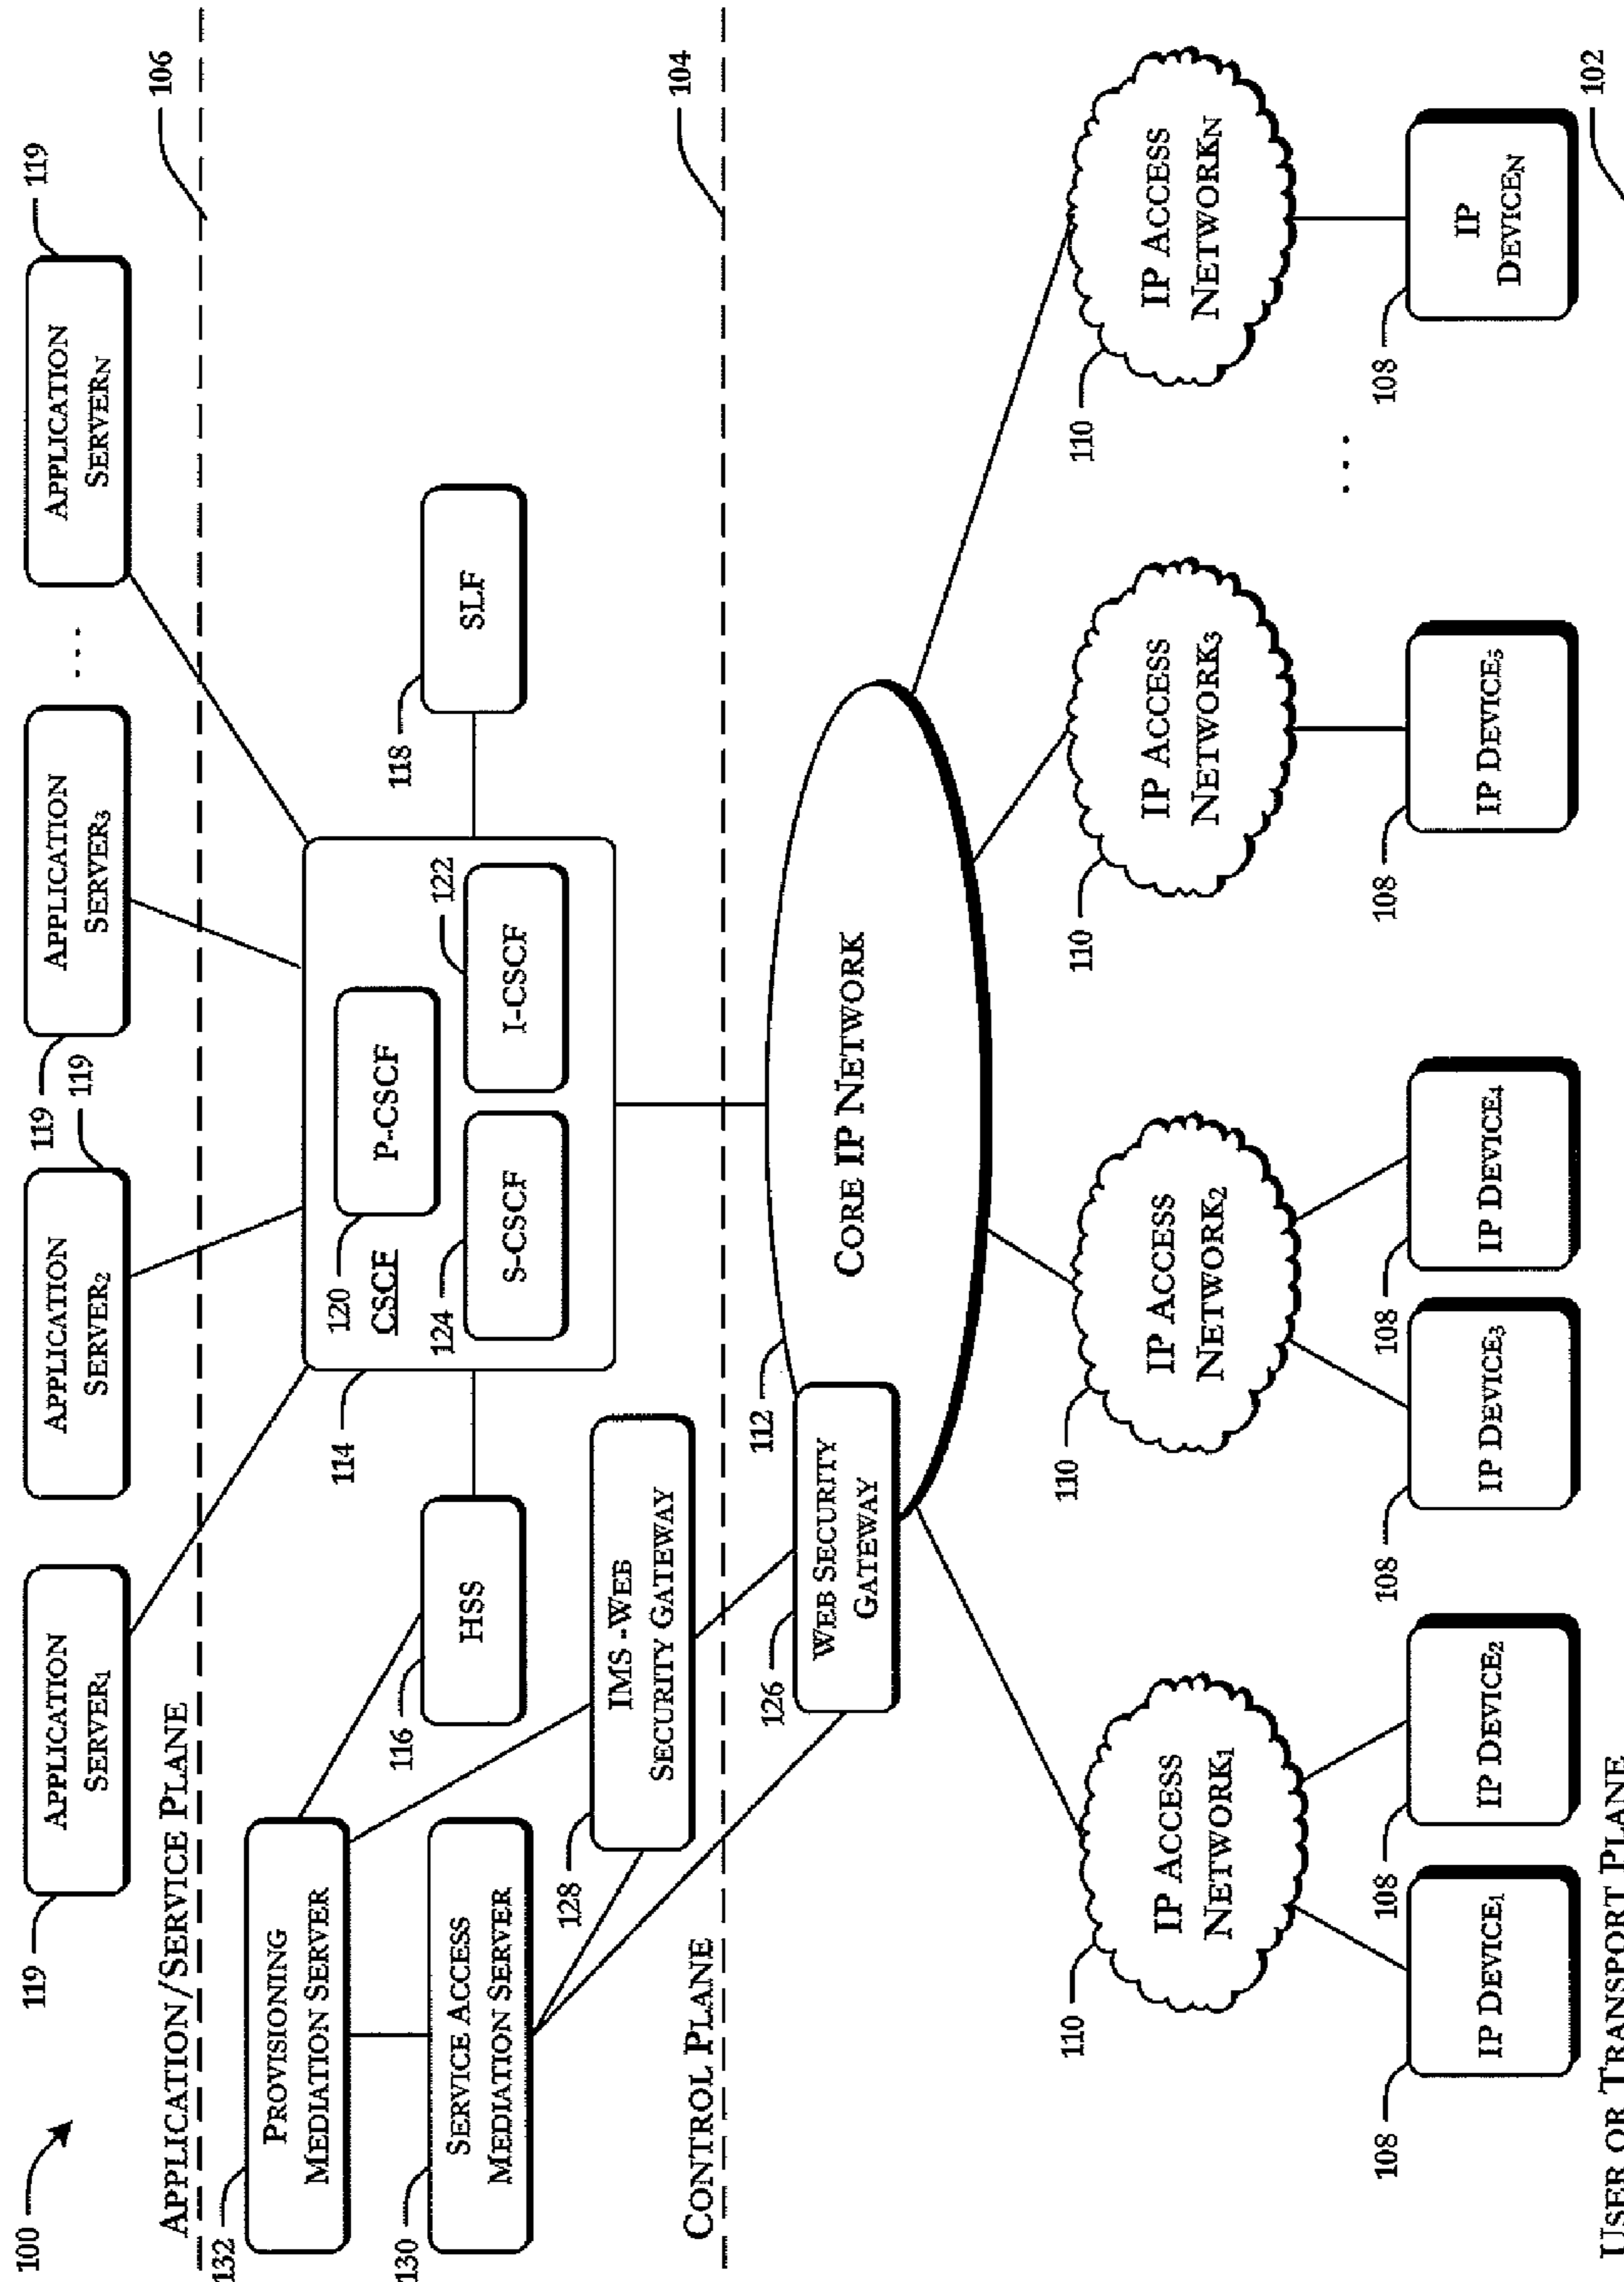 100
119
APPLICATION
SERVER1
APPLICATION
SERVER2
119
119
APPLICATION
SERVER3
...
APPLICATION
SERVERN
119
APPLICATION/SERVICE PLANE
106
132
PROVISIONING
MEDIATION SERVER
114
120
CSCF
P-CSCF
116
HSS
124
S-CSCF
122
I-CSCF
118
SLF
130
SERVICE ACCESS
MEDIATION SERVER
128
IMS -WEB
SECURITY GATEWAY
CONTROL PLANE
104
112
126
WEB SECURITY
GATEWAY
CORE IP NETWORK
110
IP ACCESS
NETWORK1
110
IP ACCESS
NETWORK2
110
IP ACCESS
NETWORK3
110
IP ACCESS
NETWORKN
...
108
IP DEVICE1
108
IP DEVICE2
108
IP DEVICE3
108
IP DEVICE4
108
IP DEVICE5
108
IP
DEVICEN
USER OR TRANSPORT PLANE
102